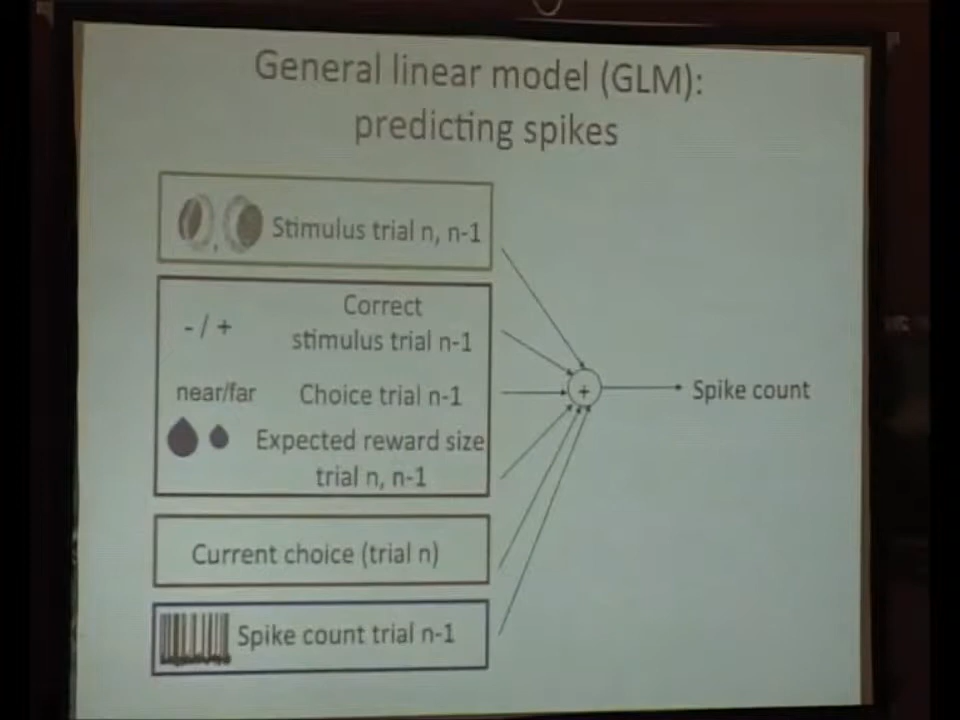 General linear model (GLM):
predicting spikes
Stimulus trial n, n-1
- / +
Correct
stimulus trial n-1
near/far
Choice trial n-1
Expected reward size
trial n, n-1
Current choice (trial n)
Spike count trial n-1
+
Spike count